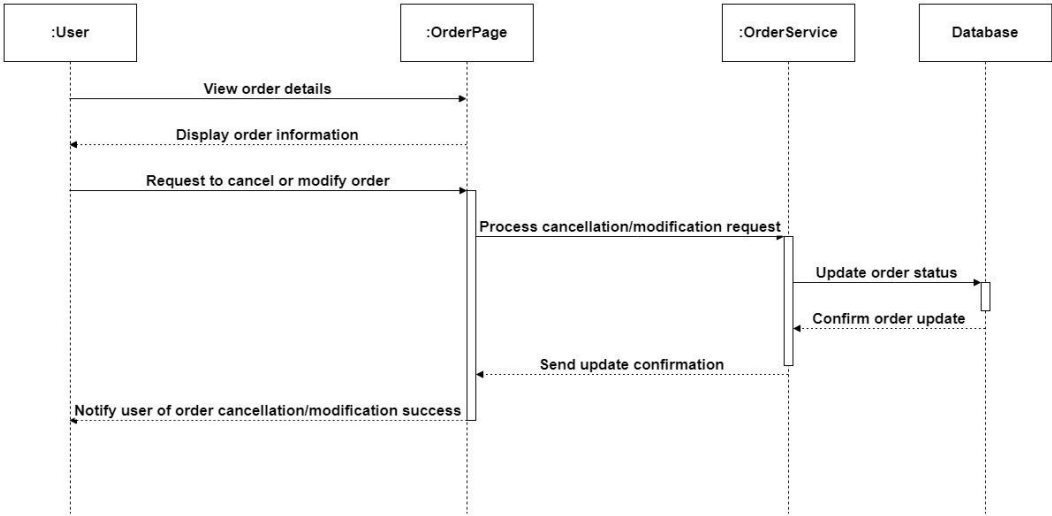 :User
:OrderPage
:OrderService
Database
View order details
Display order information
Request to cancel or modify order
Process cancellation/modification request
Update order status
Confirm order update
Send update confirmation
Notify user of order cancellation/modification success